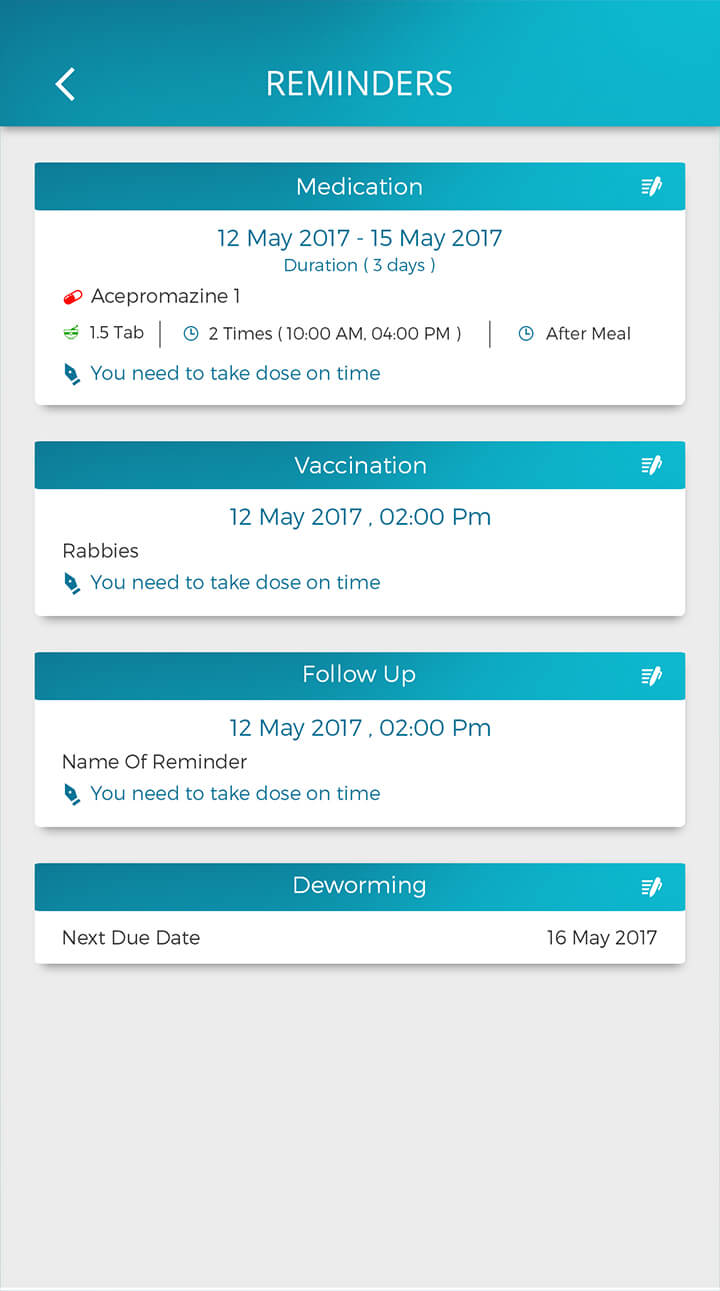 REMINDERS
Medication
12 May 2017 - 15 May 2017
Duration ( 3 days )
Acepromazine 1
1.5 Tab | 2 Times ( 10:00 AM, 04:00 PM ) | After Meal
You need to take dose on time
Vaccination
12 May 2017 , 02:00 Pm
Rabbies
You need to take dose on time
Follow Up
12 May 2017 , 02:00 Pm
Name Of Reminder
You need to take dose on time
Deworming
Next Due Date 16 May 2017